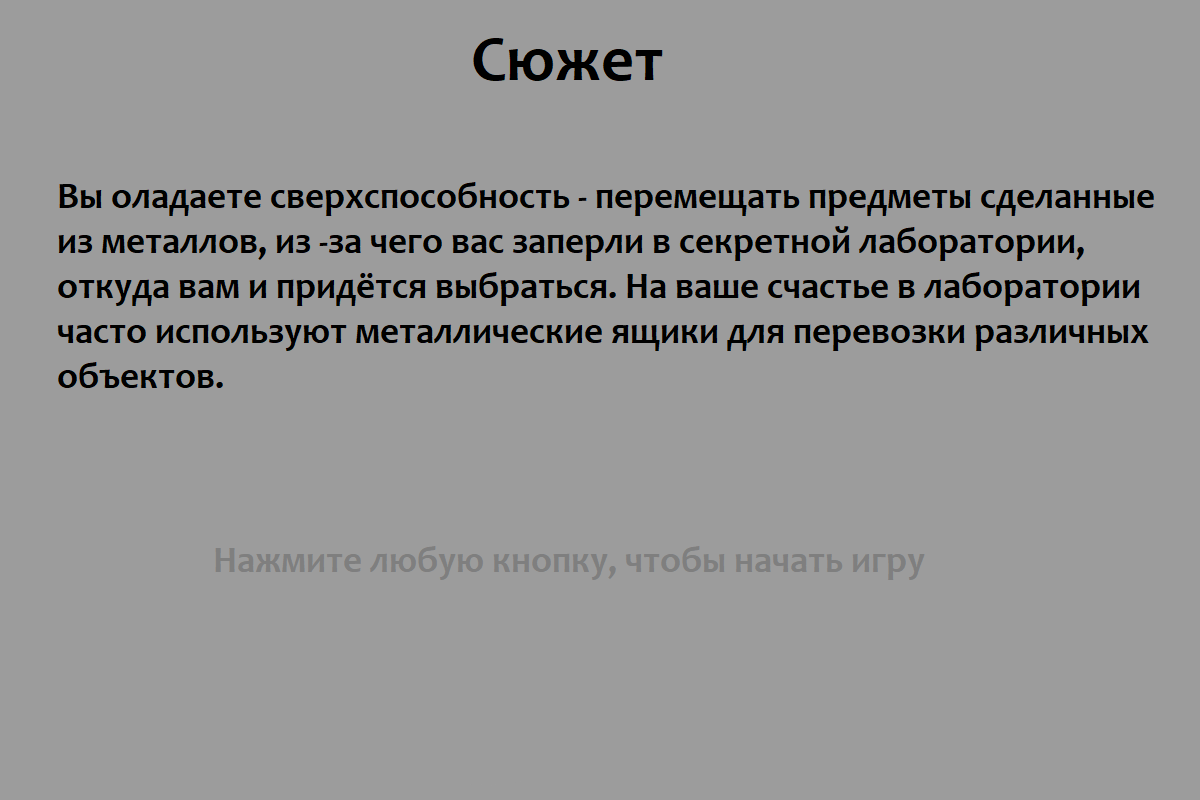 Сюжет
Вы оладаете сверхспособность - перемещать предметы сделанные
из металлов, из -за чего вас заперли в секретной лаборатории,
откуда вам и придётся выбраться. На ваше счастье в лаборатории
часто используют металлические ящики для перевозки различных
объектов.
Нажмите любую кнопку, чтобы начать игру